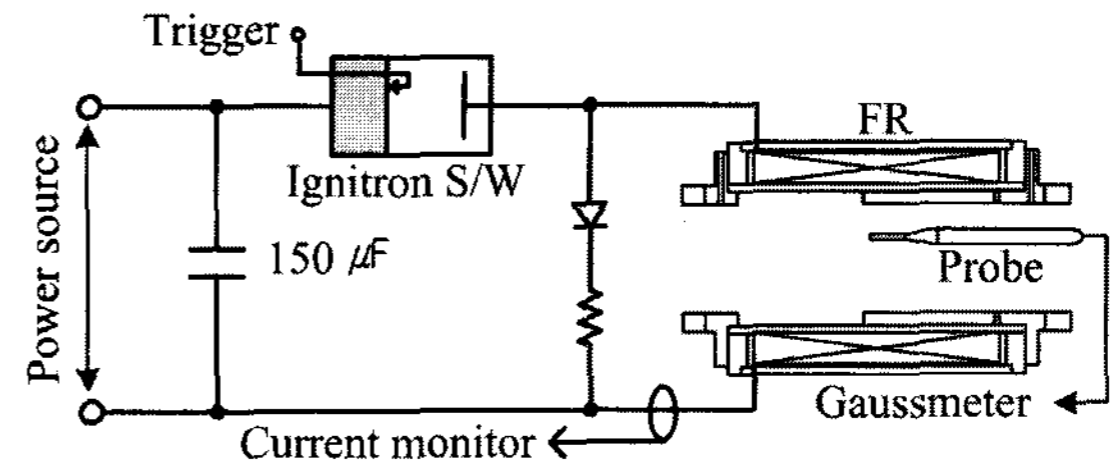 Trigger
FR
Ignitron S/W
Power source
150 ㎌
Probe
Gaussmeter
Current monitor